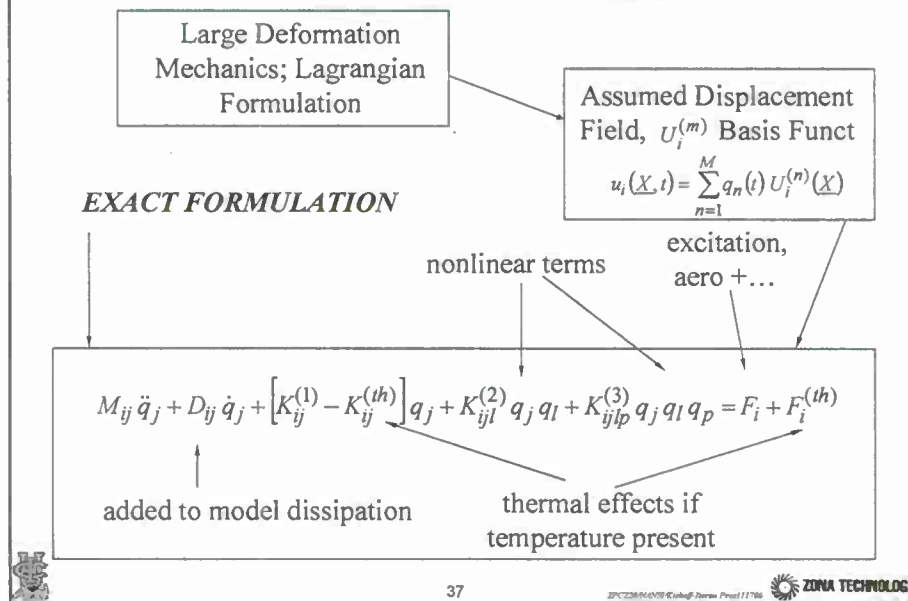 Large Deformation
Mechanics; Lagrangian
Formulation
Assumed Displacement
Field, U_i^{(m)} Basis Funct
u_i(X,t) = \sum_{n=1}^{M} q_n(t) U_i^{(n)}(X)
EXACT FORMULATION
excitation,
aero +...
nonlinear terms
M_{ij} \ddot{q}_j + D_{ij} \dot{q}_j + [K_{ij}^{(1)} - K_{ij}^{(th)}] q_j + K_{ijl}^{(2)} q_j q_l + K_{ijlp}^{(3)} q_j q_l q_p = F_i + F_i^{(th)}
added to model dissipation
thermal effects if
temperature present
37
ZONA TECHNOLOG